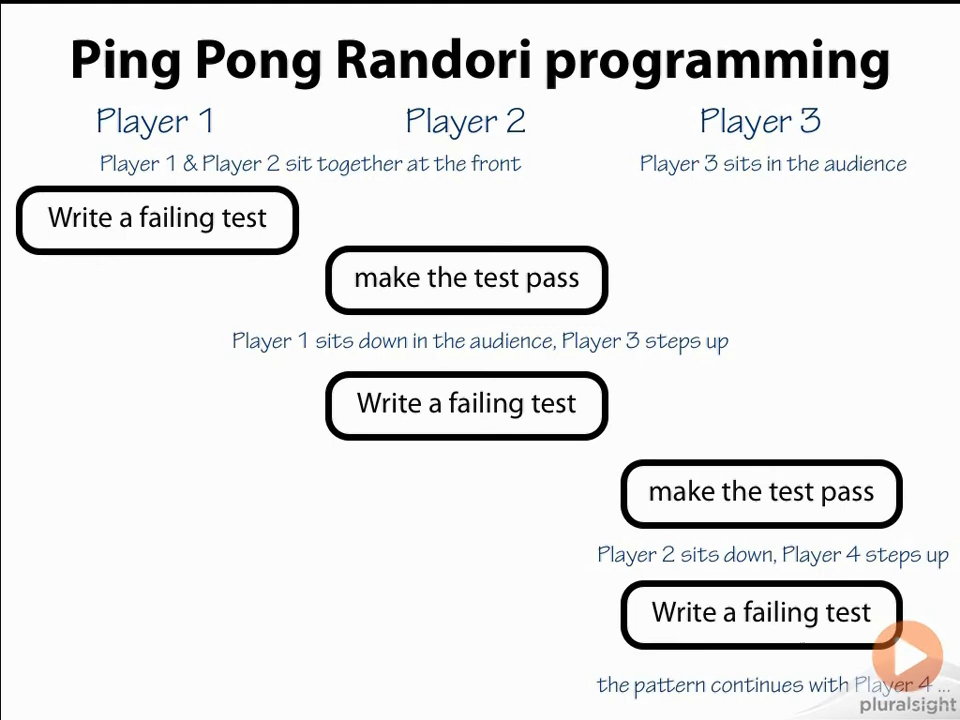 Ping Pong Randori programming
Player 1 Player 2 Player 3
Player 1 & Player 2 sit together at the front Player 3 sits in the audience
Write a failing test
make the test pass
Player 1 sits down in the audience, Player 3 steps up
Write a failing test
make the test pass
Player 2 sits down, Player 4 steps up
Write a failing test
the pattern continues with Player 4 ...
pluralsight